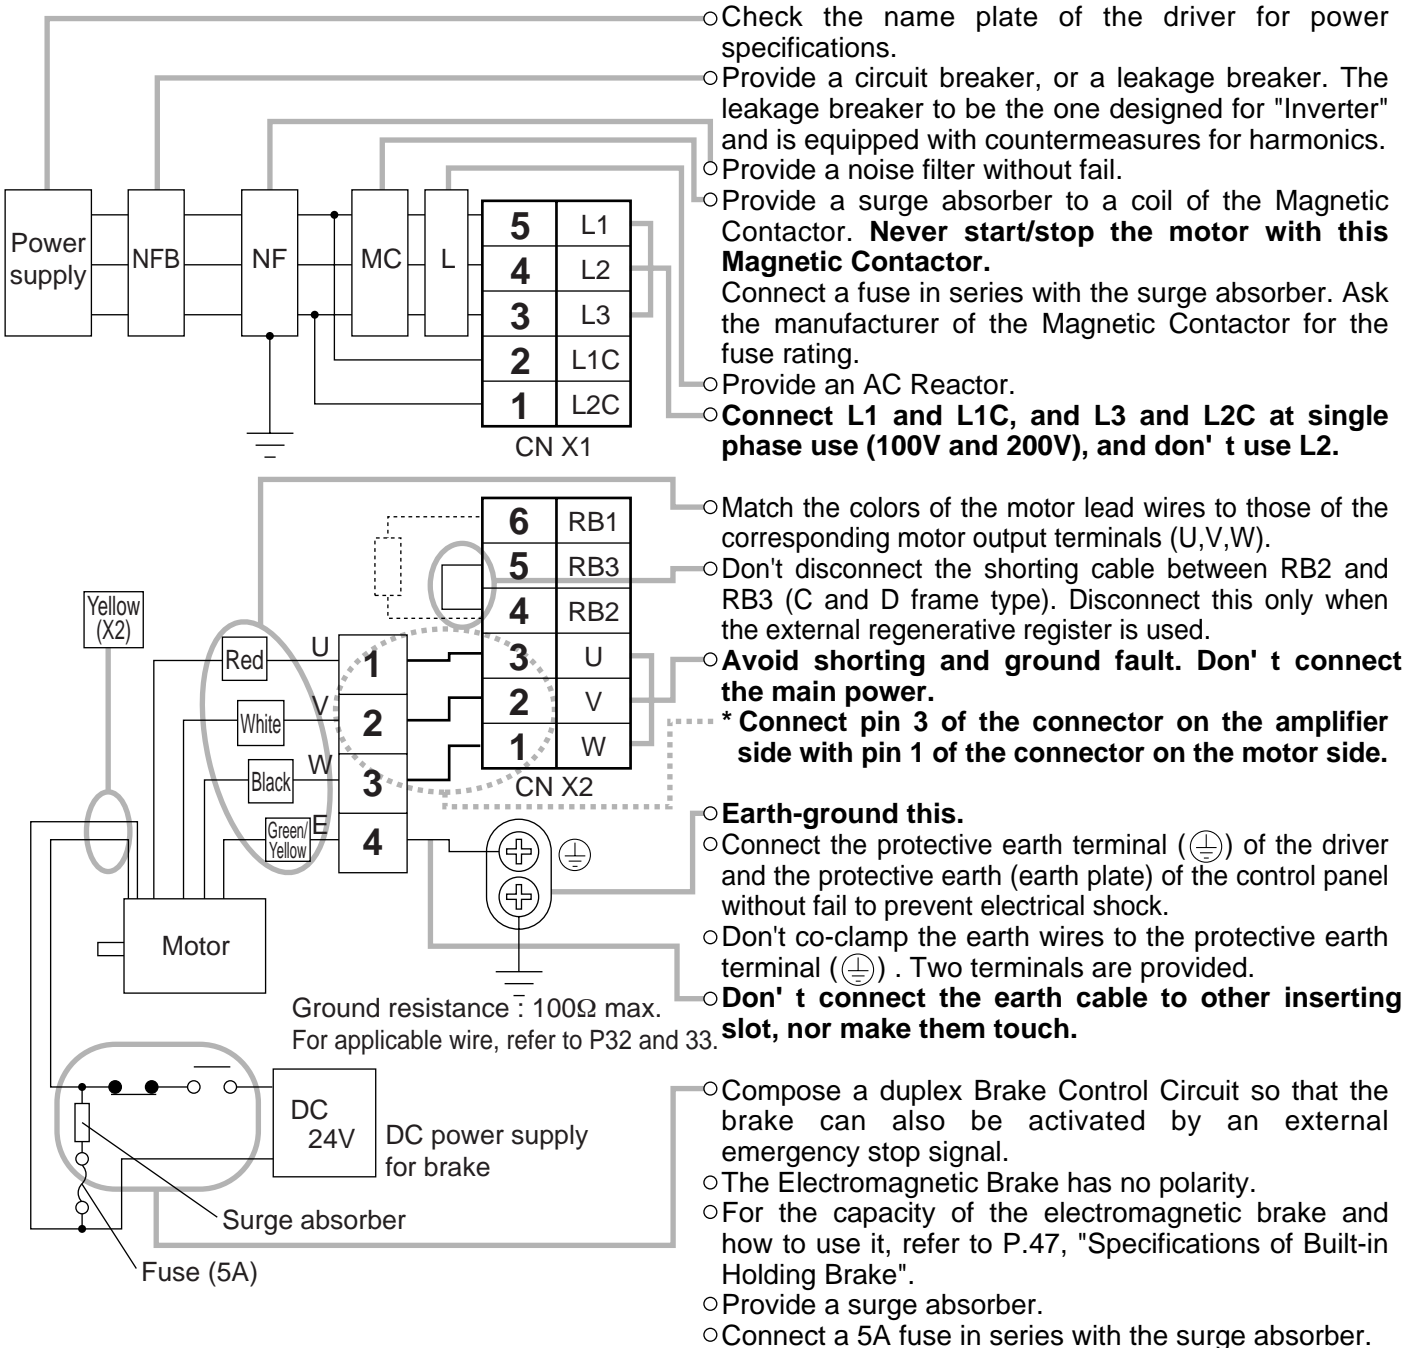 Check the name plate of the driver for power
specifications.
Provide a circuit breaker, or a leakage breaker. The
leakage breaker to be the one designed for "Inverter"
and is equipped with countermeasures for harmonics.
Provide a noise filter without fail.
Provide a surge absorber to a coil of the Magnetic
Contactor. Never start/stop the motor with this
Magnetic Contactor.
Connect a fuse in series with the surge absorber. Ask
the manufacturer of the Magnetic Contactor for the
fuse rating.
Provide an AC Reactor.
Connect L1 and L1C, and L3 and L2C at single
phase use (100V and 200V), and don' t use L2.
Power
supply
NFB
NF
MC
L
5 L1
4 L2
3 L3
2 L1C
1 L2C
CN X1
Match the colors of the motor lead wires to those of the
corresponding motor output terminals (U,V,W).
Don't disconnect the shorting cable between RB2 and
RB3 (C and D frame type). Disconnect this only when
the external regenerative register is used.
Avoid shorting and ground fault. Don' t connect
the main power.
* Connect pin 3 of the connector on the amplifier
side with pin 1 of the connector on the motor side.
6 RB1
5 RB3
4 RB2
3 U
2 V
1 W
CN X2
Yellow
(X2)
Red U 1
White V 2
Black W 3
Green/
Yellow E 4
Motor
Earth-ground this.
Connect the protective earth terminal (⏚) of the driver
and the protective earth (earth plate) of the control panel
without fail to prevent electrical shock.
Don't co-clamp the earth wires to the protective earth
terminal (⏚) . Two terminals are provided.
Don' t connect the earth cable to other inserting
slot, nor make them touch.
Ground resistance : 100Ω max.
For applicable wire, refer to P32 and 33.
DC
24V
DC power supply
for brake
Surge absorber
Fuse (5A)
Compose a duplex Brake Control Circuit so that the
brake can also be activated by an external
emergency stop signal.
The Electromagnetic Brake has no polarity.
For the capacity of the electromagnetic brake and
how to use it, refer to P.47, "Specifications of Built-in
Holding Brake".
Provide a surge absorber.
Connect a 5A fuse in series with the surge absorber.